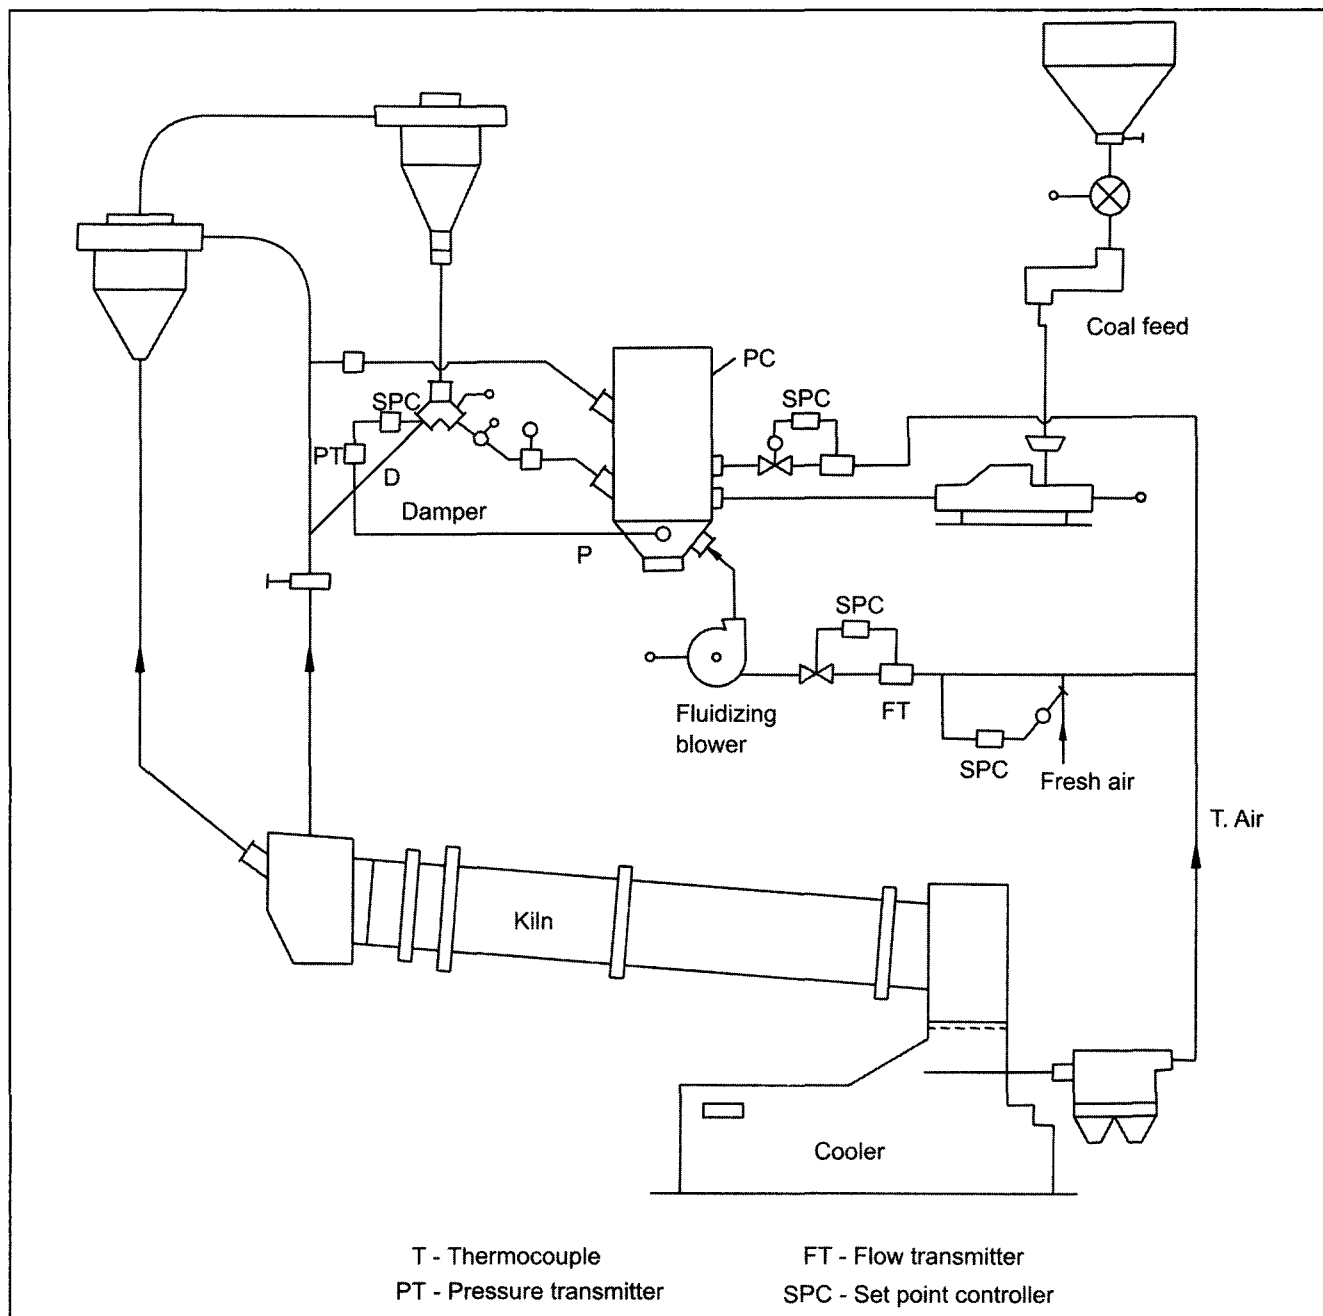 Coal feed
PC
SPC
SPC
PT
D
Damper
P
SPC
Fluidizing
blower
FT
SPC
Fresh air
T. Air
Kiln
Cooler
T - Thermocouple
FT - Flow transmitter
PT - Pressure transmitter
SPC - Set point controller